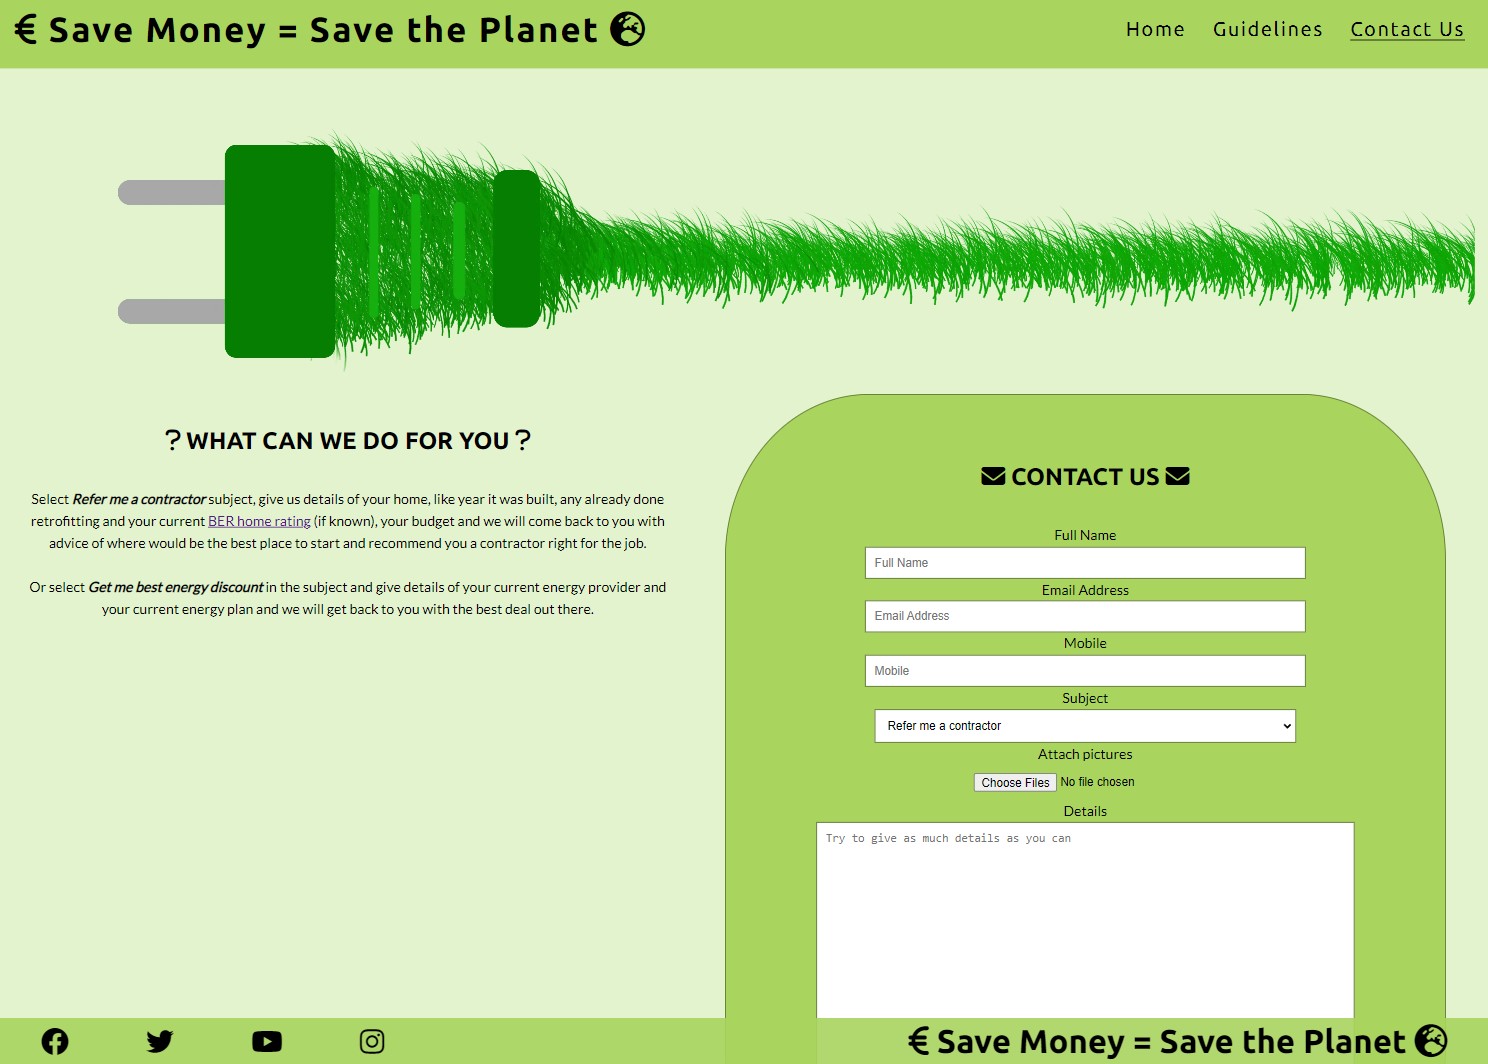 € Save Money = Save the Planet
Home Guidelines Contact Us
? WHAT CAN WE DO FOR YOU ?
Select Refer me a contractor subject, give us details of your home, like year it was built, any already done
retrofitting and your current BER home rating (if known), your budget and we will come back to you with
advice of where would be the best place to start and recommend you a contractor right for the job.
Or select Get me best energy discount in the subject and give details of your current energy provider and
your current energy plan and we will get back to you with the best deal out there.
CONTACT US
Full Name
Full Name
Email Address
Email Address
Mobile
Mobile
Subject
Refer me a contractor
Attach pictures
Choose Files No file chosen
Details
Try to give as much details as you can
€ Save Money = Save the Planet